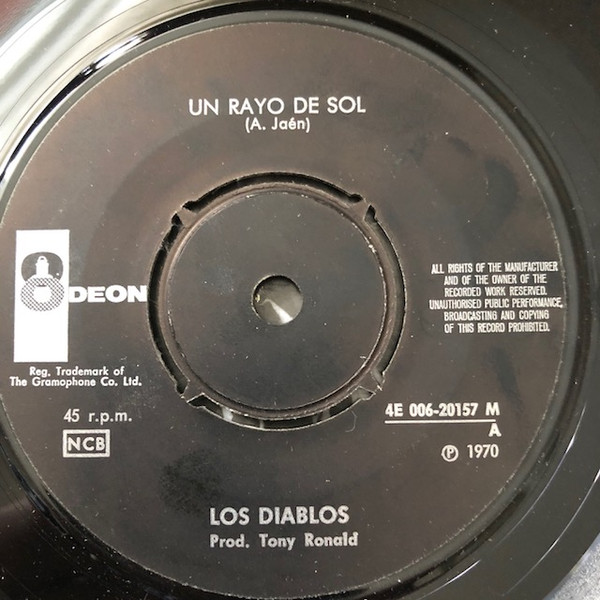 UN RAYO DE SOL
(A. Jaén)
ODEON
Reg. Trademark of
The Gramophone Co. Ltd.
45 r.p.m.
NCB
ALL RIGHTS OF THE MANUFACTURER
AND OF THE OWNER OF THE
RECORDED WORK RESERVED.
UNAUTHORISED PUBLIC PERFORMANCE,
BROADCASTING AND COPYING
OF THIS RECORD PROHIBITED.
4E 006-20157 M
A
℗ 1970
LOS DIABLOS
Prod. Tony Ronald